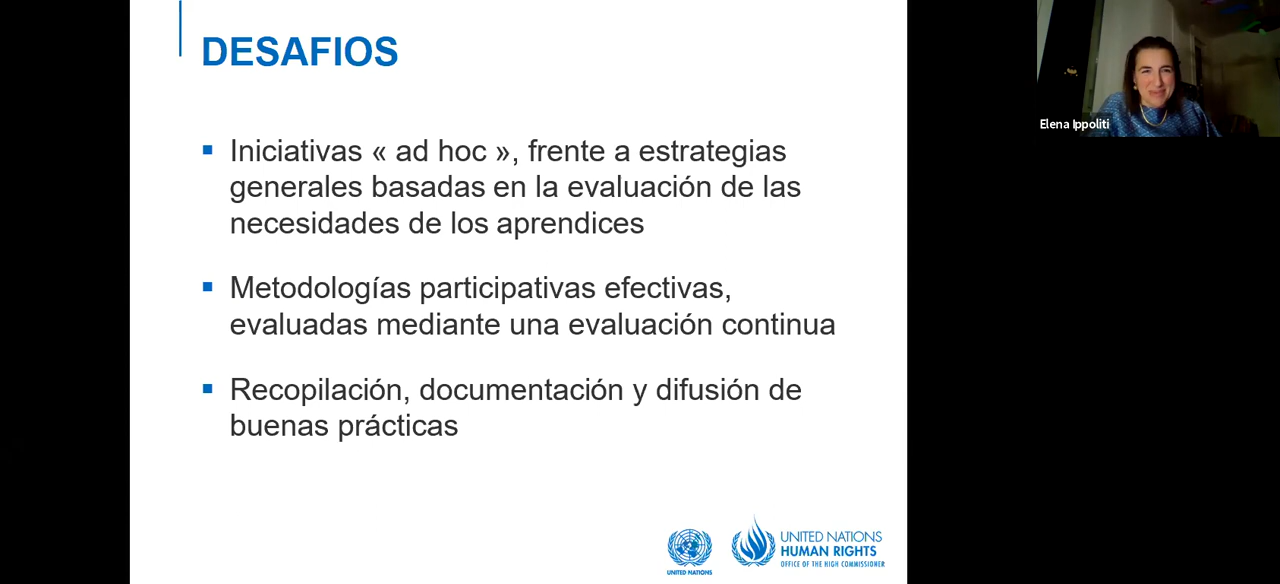 DESAFIOS
Iniciativas « ad hoc », frente a estrategias
generales basadas en la evaluación de las
necesidades de los aprendices
Metodologías participativas efectivas,
evaluadas mediante una evaluación continua
Recopilación, documentación y difusión de
buenas prácticas
UNITED NATIONS
UNITED NATIONS
HUMAN RIGHTS
OFFICE OF THE HIGH COMMISSIONER
Elena Ippoliti